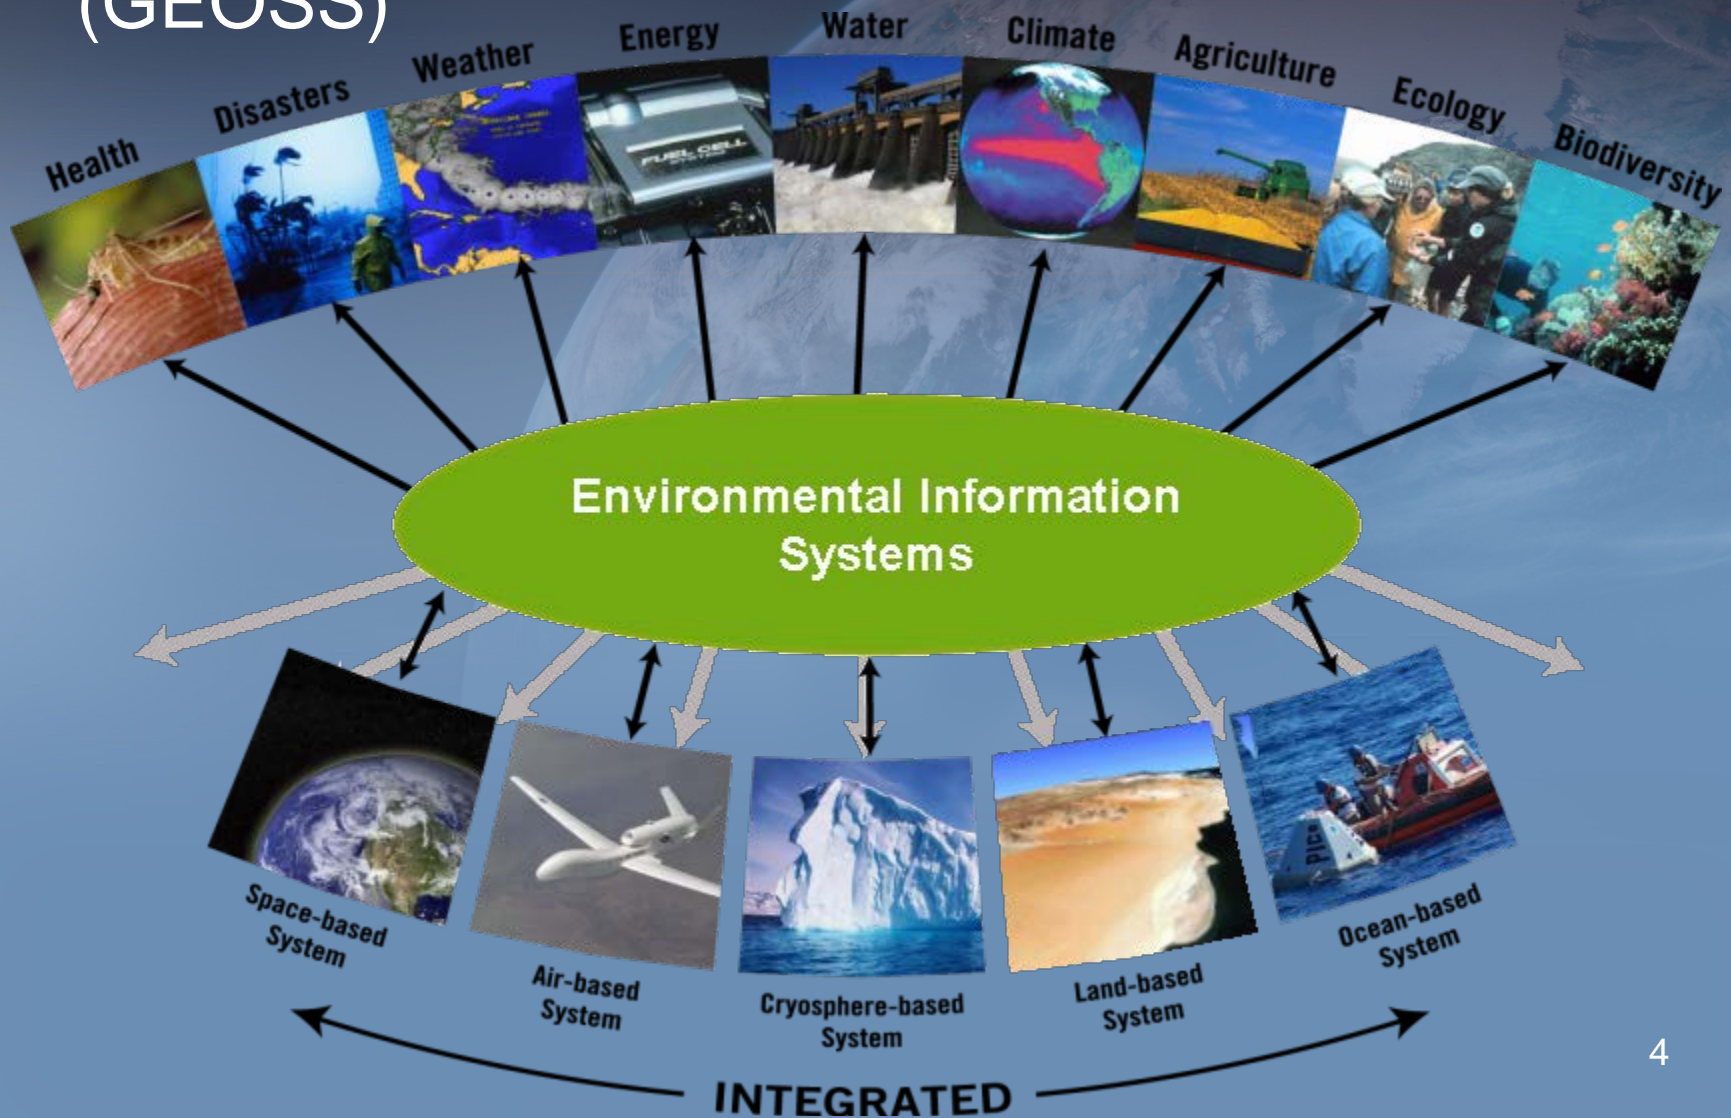 (GEOSS)
Health
Disasters
Weather
Energy
Water
Climate
Agriculture
Ecology
Biodiversity
FUEL CELL
Environmental Information
Systems
Space-based
System
Air-based
System
Cryosphere-based
System
Land-based
System
Ocean-based
System
4
INTEGRATED